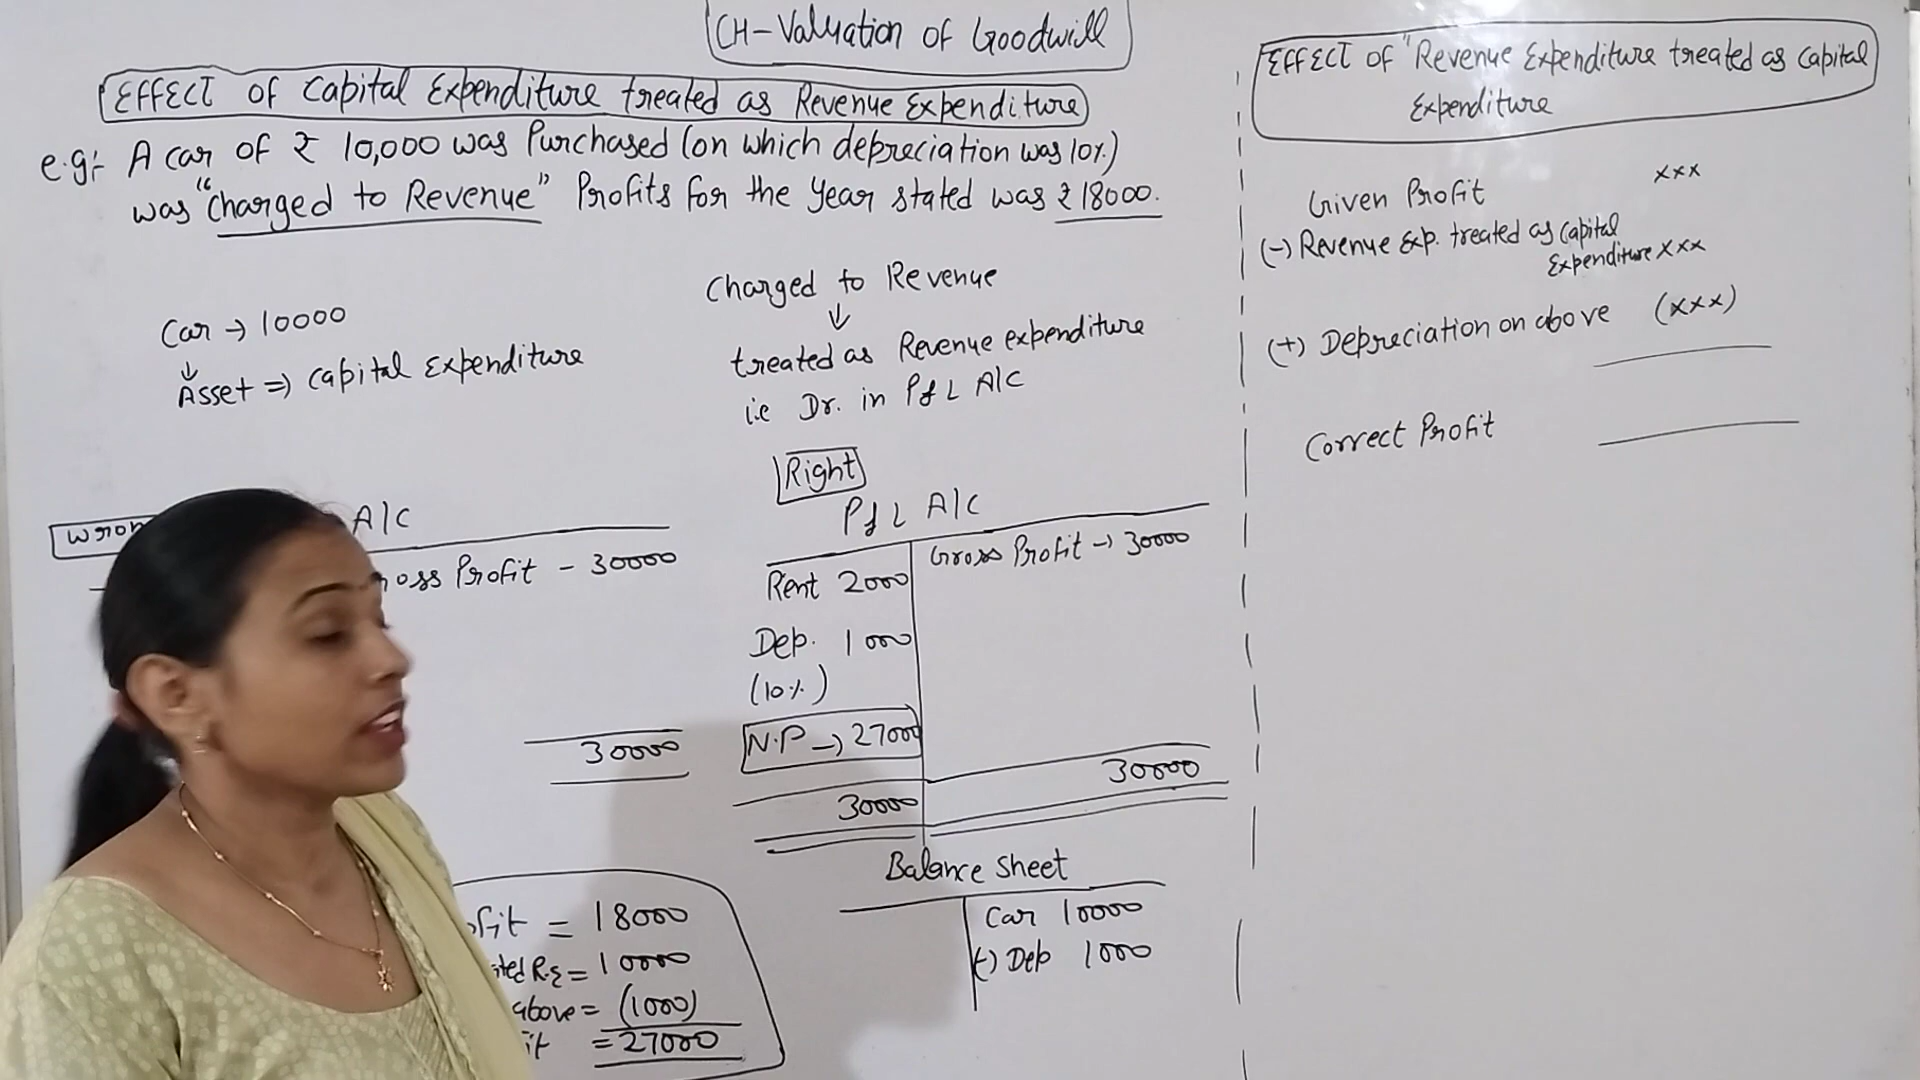 CH-Valuation of Goodwill
EFFECT of Capital Expenditure treated as Revenue Expenditure
e.g:- A car of ₹ 10,000 was Purchased (on which depreciation was 10%)
was "charged to Revenue" Profits for the Year stated was ₹ 18000.
Car → 10000
↓
Asset ⇒ Capital Expenditure
Charged to Revenue
↓
treated as Revenue expenditure
i.e Dr. in P&L A/C
A/C
Profit - 30000
30000
Right
P&L A/C
Rent 2000
Gross Profit → 30000
Dep. 1000
(10%)
N.P → 27000
30000
30000
Balance Sheet
Car 10000
(-) Dep 1000
= 18000
R.E = 10000
above = (1000)
= 27000
EFFECT of "Revenue Expenditure treated as Capital
Expenditure
Given Profit xxx
(-) Revenue Exp. treated as Capital
Expenditure xxx
(+) Depreciation on above (xxx)
Correct Profit